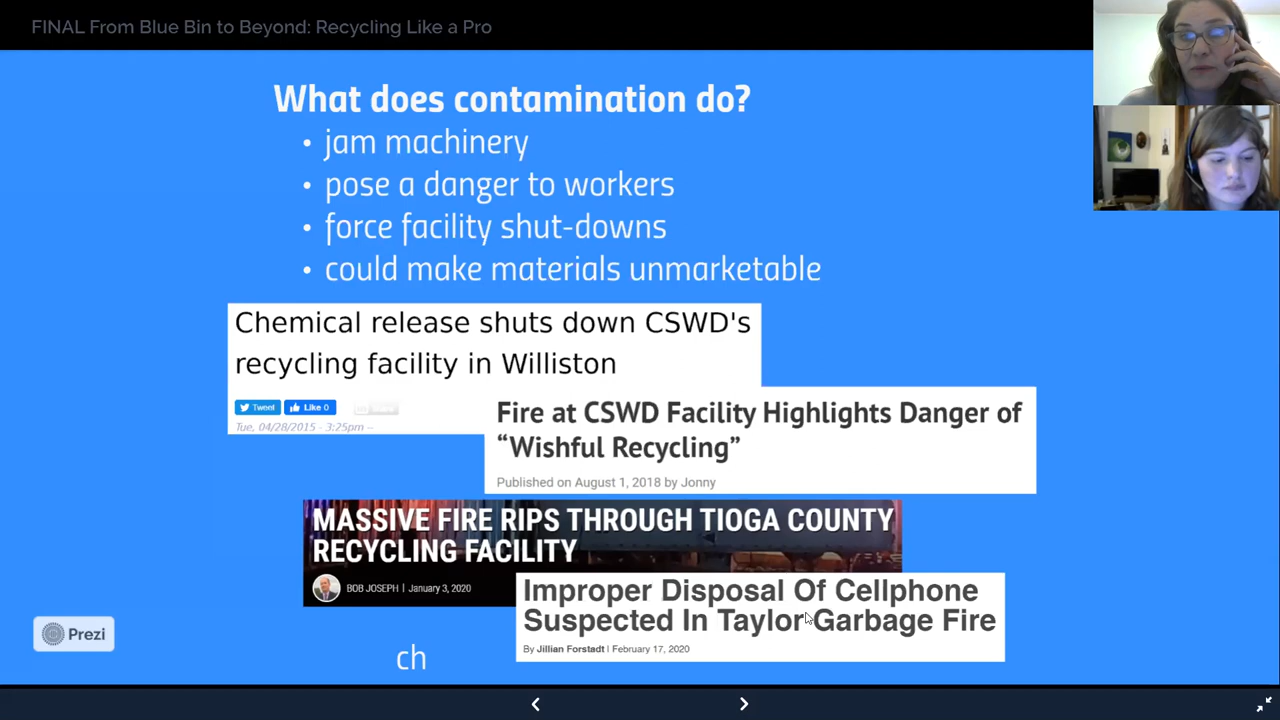 FINAL From Blue Bin to Beyond: Recycling Like a Pro
What does contamination do?
• jam machinery
• pose a danger to workers
• force facility shut-downs
• could make materials unmarketable
Chemical release shuts down CSWD's
recycling facility in Williston
Tweet Like 0
Tue, 04/28/2015 - 3:25pm --
Fire at CSWD Facility Highlights Danger of
“Wishful Recycling”
Published on August 1, 2018 by Jonny
MASSIVE FIRE RIPS THROUGH TIOGA COUNTY
RECYCLING FACILITY
BOB JOSEPH | January 3, 2020
Improper Disposal Of Cellphone
Suspected In Taylor Garbage Fire
By Jillian Forstadt | February 17, 2020
Prezi
ch